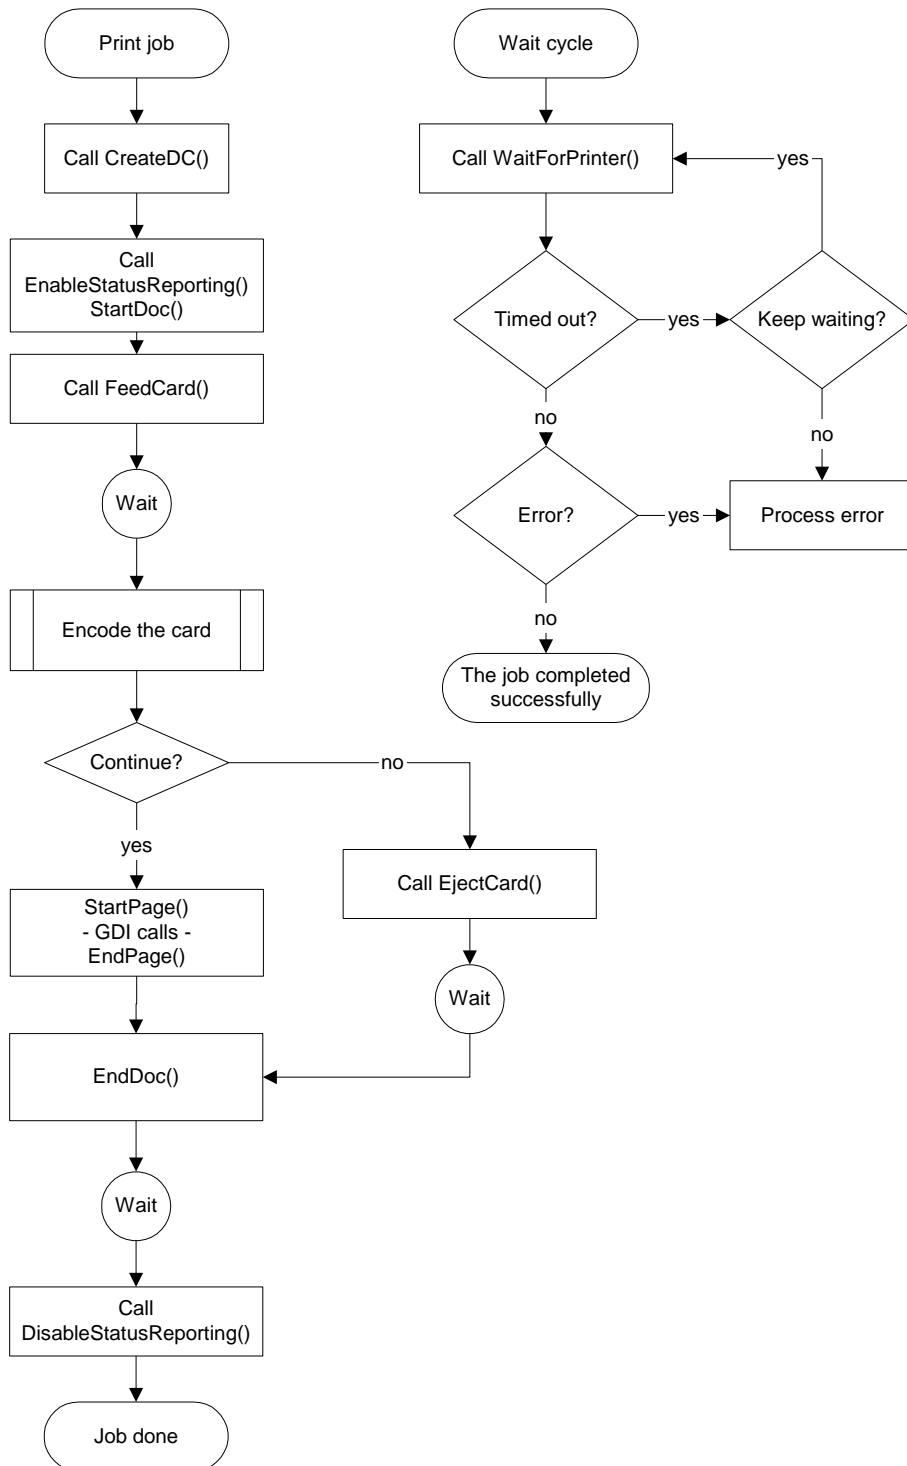 Print job
Call CreateDC()
Call
EnableStatusReporting()
StartDoc()
Call FeedCard()
Wait
Encode the card
Continue?
no
yes
Call EjectCard()
StartPage()
- GDI calls -
EndPage()
Wait
EndDoc()
Wait
Call
DisableStatusReporting()
Job done
Wait cycle
Call WaitForPrinter()
yes
Timed out?
yes
Keep waiting?
no
no
Error?
yes
Process error
no
The job completed
successfully